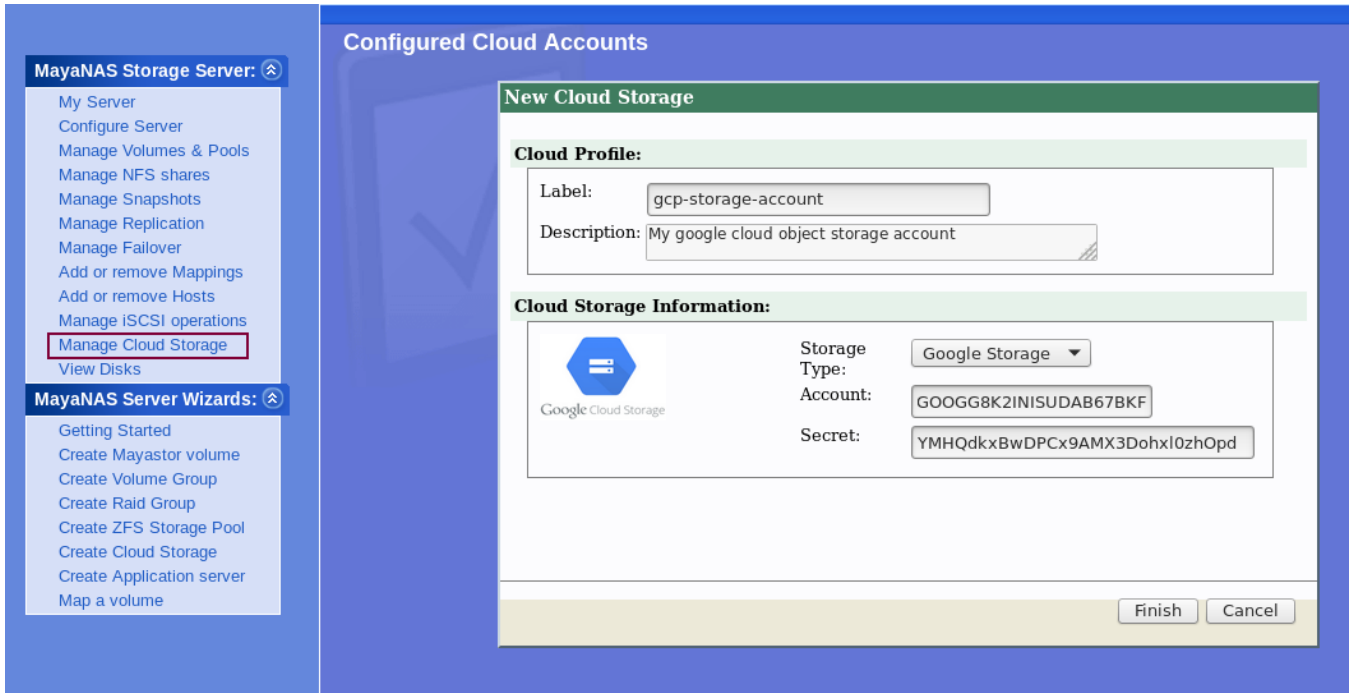 Configured Cloud Accounts
MayaNAS Storage Server:
My Server
Configure Server
Manage Volumes & Pools
Manage NFS shares
Manage Snapshots
Manage Replication
Manage Failover
Add or remove Mappings
Add or remove Hosts
Manage iSCSI operations
Manage Cloud Storage
View Disks
MayaNAS Server Wizards:
Getting Started
Create Mayastor volume
Create Volume Group
Create Raid Group
Create ZFS Storage Pool
Create Cloud Storage
Create Application server
Map a volume
New Cloud Storage
Cloud Profile:
Label: gcp-storage-account
Description: My google cloud object storage account
Cloud Storage Information:
Google Cloud Storage
Storage
Type: Google Storage
Account: GOOGG8K2INISUDAB67BKF
Secret: YMHQdkxBwDPCx9AMX3Dohxl0zhOpd
Finish Cancel